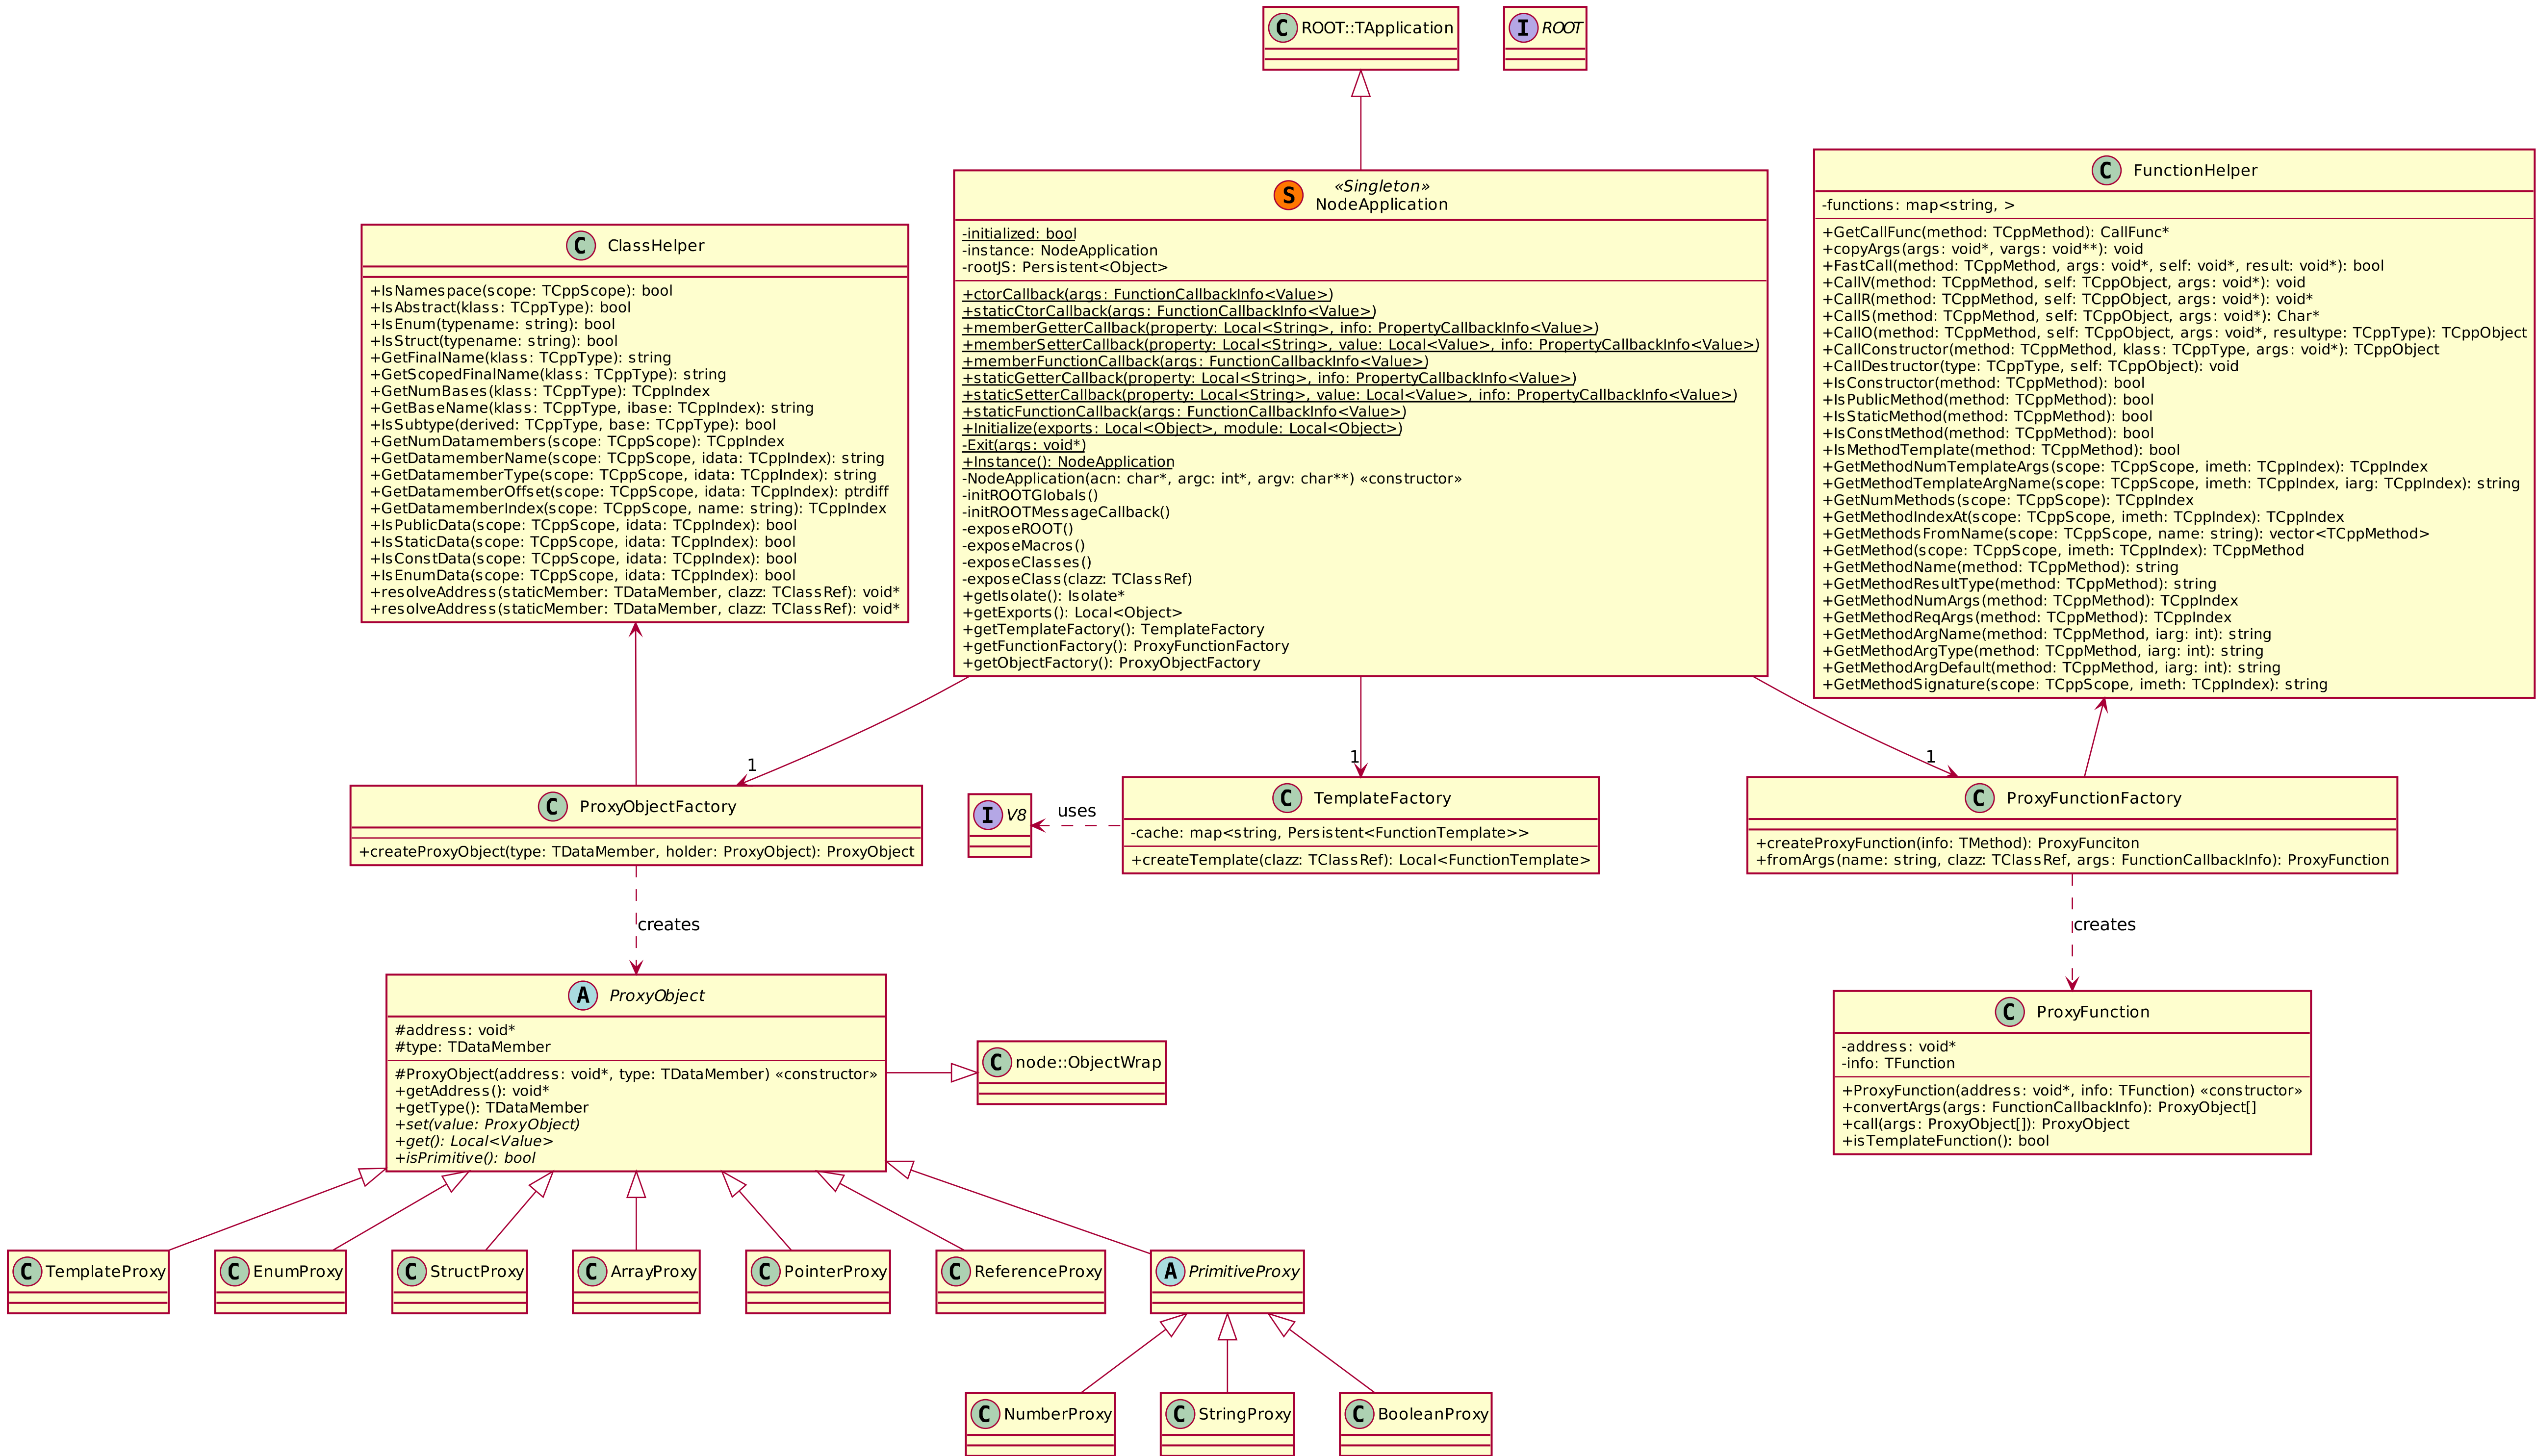 C ROOT::TApplication
I ROOT
C ClassHelper
+IsNamespace(scope: TCppScope): bool
+IsAbstract(klass: TCppType): bool
+IsEnum(typename: string): bool
+IsStruct(typename: string): bool
+GetFinalName(klass: TCppType): string
+GetScopedFinalName(klass: TCppType): string
+GetNumBases(klass: TCppType): TCppIndex
+GetBaseName(klass: TCppType, ibase: TCppIndex): string
+IsSubtype(derived: TCppType, base: TCppType): bool
+GetNumDatamembers(scope: TCppScope): TCppIndex
+GetDatamemberName(scope: TCppScope, idata: TCppIndex): string
+GetDatamemberType(scope: TCppScope, idata: TCppIndex): string
+GetDatamemberOffset(scope: TCppScope, idata: TCppIndex): ptrdiff
+GetDatamemberIndex(scope: TCppScope, name: string): TCppIndex
+IsPublicData(scope: TCppScope, idata: TCppIndex): bool
+IsStaticData(scope: TCppScope, idata: TCppIndex): bool
+IsConstData(scope: TCppScope, idata: TCppIndex): bool
+IsEnumData(scope: TCppScope, idata: TCppIndex): bool
+resolveAddress(staticMember: TDataMember, clazz: TClassRef): void*
+resolveAddress(staticMember: TDataMember, clazz: TClassRef): void*
S «Singleton»
NodeApplication
-initialized: bool
-instance: NodeApplication
-rootJS: Persistent<Object>
+ctorCallback(args: FunctionCallbackInfo<Value>)
+staticCtorCallback(args: FunctionCallbackInfo<Value>)
+memberGetterCallback(property: Local<String>, info: PropertyCallbackInfo<Value>)
+memberSetterCallback(property: Local<String>, value: Local<Value>, info: PropertyCallbackInfo<Value>)
+memberFunctionCallback(args: FunctionCallbackInfo<Value>)
+staticGetterCallback(property: Local<String>, info: PropertyCallbackInfo<Value>)
+staticSetterCallback(property: Local<String>, value: Local<Value>, info: PropertyCallbackInfo<Value>)
+staticFunctionCallback(args: FunctionCallbackInfo<Value>)
+Initialize(exports: Local<Object>, module: Local<Object>)
-Exit(args: void*)
+Instance(): NodeApplication
-NodeApplication(acn: char*, argc: int*, argv: char**) «constructor»
-initROOTGlobals()
-initROOTMessageCallback()
-exposeROOT()
-exposeMacros()
-exposeClasses()
-exposeClass(clazz: TClassRef)
+getIsolate(): Isolate*
+getExports(): Local<Object>
+getTemplateFactory(): TemplateFactory
+getFunctionFactory(): ProxyFunctionFactory
+getObjectFactory(): ProxyObjectFactory
C FunctionHelper
-functions: map<string, >
+GetCallFunc(method: TCppMethod): CallFunc*
+copyArgs(args: void*, vargs: void**): void
+FastCall(method: TCppMethod, args: void*, self: void*, result: void*): bool
+CallV(method: TCppMethod, self: TCppObject, args: void*): void
+CallR(method: TCppMethod, self: TCppObject, args: void*): void*
+CallS(method: TCppMethod, self: TCppObject, args: void*): Char*
+CallO(method: TCppMethod, self: TCppObject, args: void*, resultype: TCppType): TCppObject
+CallConstructor(method: TCppMethod, klass: TCppType, args: void*): TCppObject
+CallDestructor(type: TCppType, self: TCppObject): void
+IsConstructor(method: TCppMethod): bool
+IsPublicMethod(method: TCppMethod): bool
+IsStaticMethod(method: TCppMethod): bool
+IsConstMethod(method: TCppMethod): bool
+IsMethodTemplate(method: TCppMethod): bool
+GetMethodNumTemplateArgs(scope: TCppScope, imeth: TCppIndex): TCppIndex
+GetMethodTemplateArgName(scope: TCppScope, imeth: TCppIndex, iarg: TCppIndex): string
+GetNumMethods(scope: TCppScope): TCppIndex
+GetMethodIndexAt(scope: TCppScope, imeth: TCppIndex): TCppIndex
+GetMethodsFromName(scope: TCppScope, name: string): vector<TCppMethod>
+GetMethod(scope: TCppScope, imeth: TCppIndex): TCppMethod
+GetMethodName(method: TCppMethod): string
+GetMethodResultType(method: TCppMethod): string
+GetMethodNumArgs(method: TCppMethod): TCppIndex
+GetMethodReqArgs(method: TCppMethod): TCppIndex
+GetMethodArgName(method: TCppMethod, iarg: int): string
+GetMethodArgType(method: TCppMethod, iarg: int): string
+GetMethodArgDefault(method: TCppMethod, iarg: int): string
+GetMethodSignature(scope: TCppScope, imeth: TCppIndex): string
1
1
1
C ProxyObjectFactory
+createProxyObject(type: TDataMember, holder: ProxyObject): ProxyObject
I V8
uses
C TemplateFactory
-cache: map<string, Persistent<FunctionTemplate>>
+createTemplate(clazz: TClassRef): Local<FunctionTemplate>
C ProxyFunctionFactory
+createProxyFunction(info: TMethod): ProxyFunciton
+fromArgs(name: string, clazz: TClassRef, args: FunctionCallbackInfo): ProxyFunction
creates
creates
A ProxyObject
#address: void*
#type: TDataMember
#ProxyObject(address: void*, type: TDataMember) «constructor»
+getAddress(): void*
+getType(): TDataMember
+set(value: ProxyObject)
+get(): Local<Value>
+isPrimitive(): bool
C node::ObjectWrap
C ProxyFunction
-address: void*
-info: TFunction
+ProxyFunction(address: void*, info: TFunction) «constructor»
+convertArgs(args: FunctionCallbackInfo): ProxyObject[]
+call(args: ProxyObject[]): ProxyObject
+isTemplateFunction(): bool
C TemplateProxy
C EnumProxy
C StructProxy
C ArrayProxy
C PointerProxy
C ReferenceProxy
A PrimitiveProxy
C NumberProxy
C StringProxy
C BooleanProxy